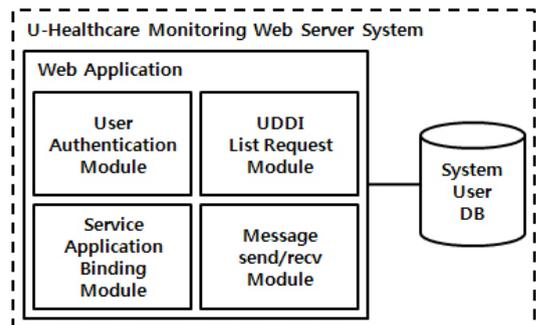 U-Healthcare Monitoring Web Server System
Web Application
User
Authentication
Module
UDDI
List Request
Module
Service
Application
Binding
Module
Message
send/recv
Module
System
User
DB